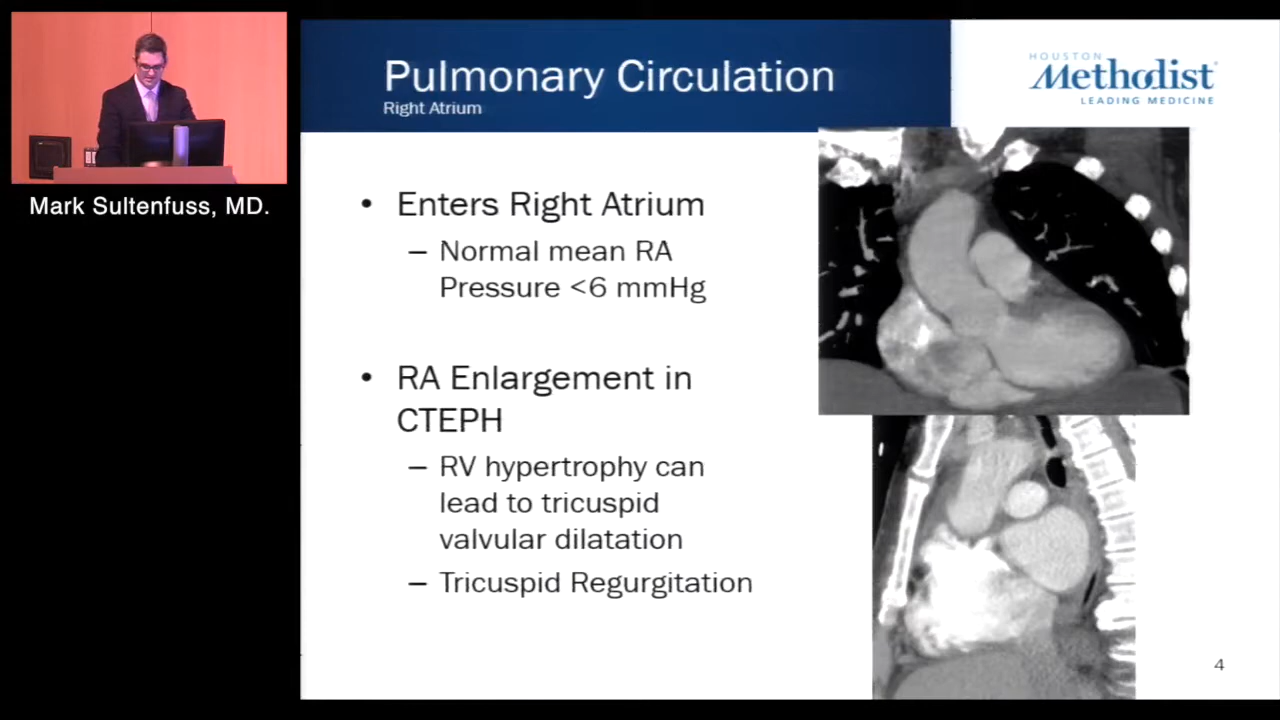 Pulmonary Circulation
Right Atrium
HOUSTON
Methodist
LEADING MEDICINE
Mark Sultenfuss, MD.
• Enters Right Atrium
– Normal mean RA
Pressure <6 mmHg
• RA Enlargement in
CTEPH
– RV hypertrophy can
lead to tricuspid
valvular dilatation
– Tricuspid Regurgitation
4